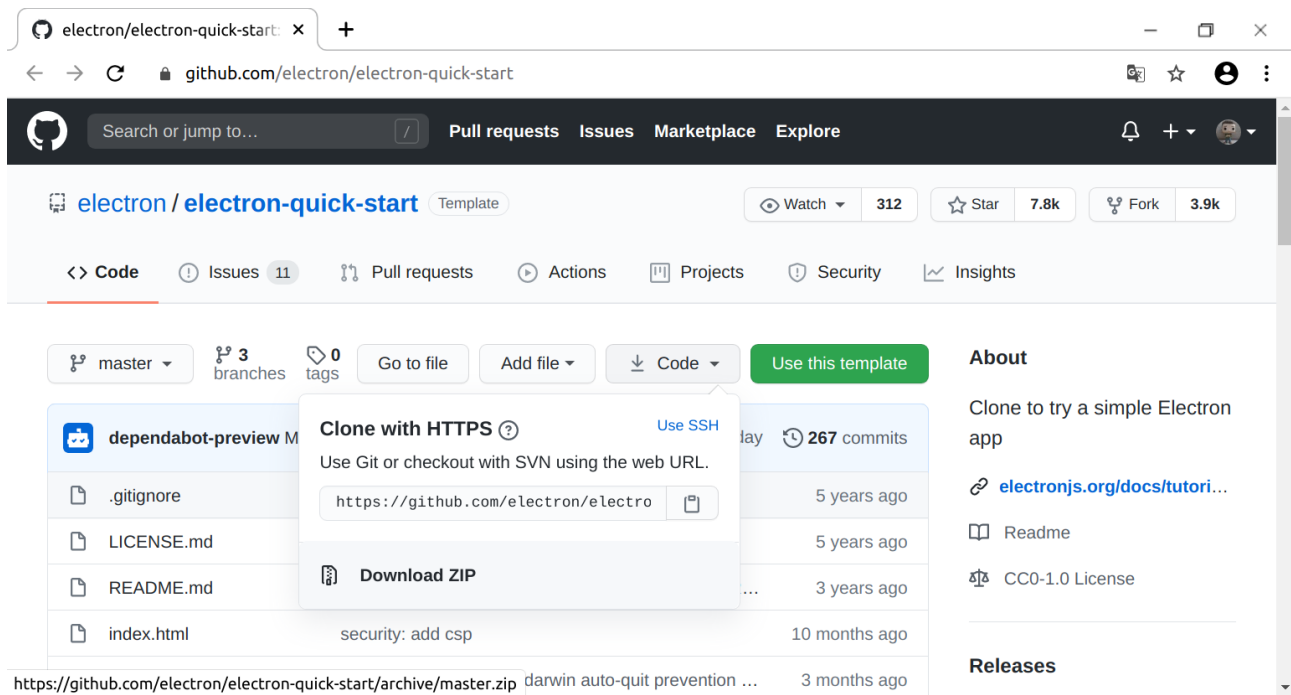 electron/electron-quick-start:
github.com/electron/electron-quick-start
Search or jump to… / Pull requests Issues Marketplace Explore
electron / electron-quick-start Template Watch 312 Star 7.8k Fork 3.9k
Code Issues 11 Pull requests Actions Projects Security Insights
master 3 branches 0 tags Go to file Add file Code Use this template
About
Clone to try a simple Electron
app
electronjs.org/docs/tutori…
Readme
CC0-1.0 License
Releases
Clone with HTTPS ? Use SSH
Use Git or checkout with SVN using the web URL.
https://github.com/electron/electro
Download ZIP
dependabot-preview M 267 commits
.gitignore 5 years ago
LICENSE.md 5 years ago
README.md … 3 years ago
index.html security: add csp 10 months ago
darwin auto-quit prevention … 3 months ago
https://github.com/electron/electron-quick-start/archive/master.zip